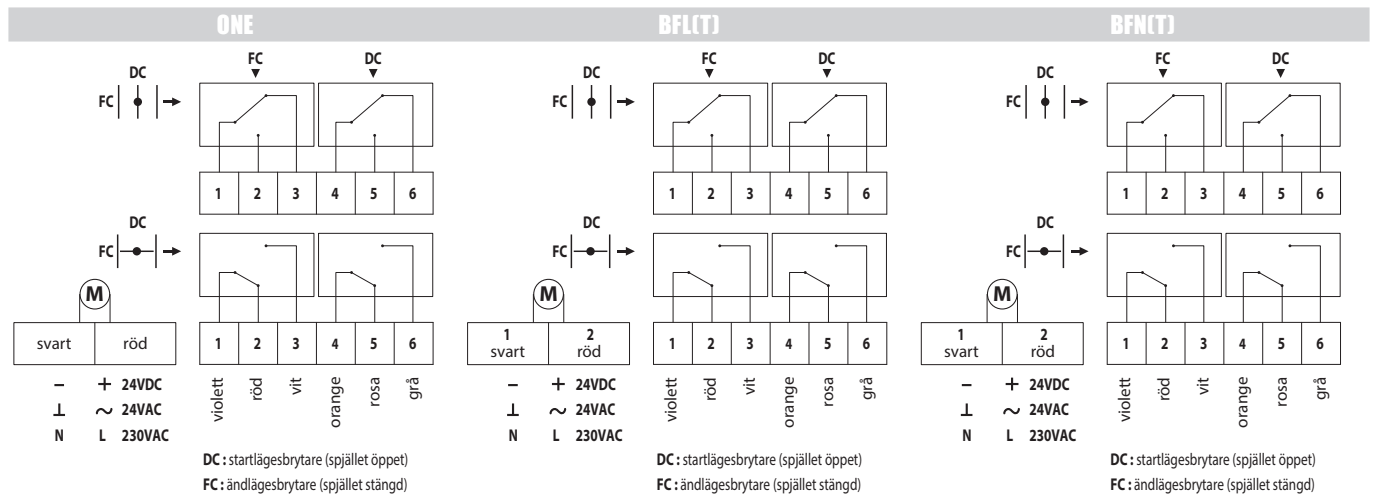 ONE
FC DC
DC
FC
1 2 3 4 5 6
DC
FC
M
svart röd
1 2 3 4 5 6
– + 24VDC
⊥ ~ 24VAC
N L 230VAC
violett röd vit orange rosa grå
DC : startlägesbrytare (spjället öppet)
FC : ändlägesbrytare (spjället stängd)
BFL(T)
FC DC
DC
FC
1 2 3 4 5 6
DC
FC
M
1 2
svart röd
1 2 3 4 5 6
– + 24VDC
⊥ ~ 24VAC
N L 230VAC
violett röd vit orange rosa grå
DC : startlägesbrytare (spjället öppet)
FC : ändlägesbrytare (spjället stängd)
BFN(T)
FC DC
DC
FC
1 2 3 4 5 6
DC
FC
M
1 2
svart röd
1 2 3 4 5 6
– + 24VDC
⊥ ~ 24VAC
N L 230VAC
violett röd vit orange rosa grå
DC : startlägesbrytare (spjället öppet)
FC : ändlägesbrytare (spjället stängd)